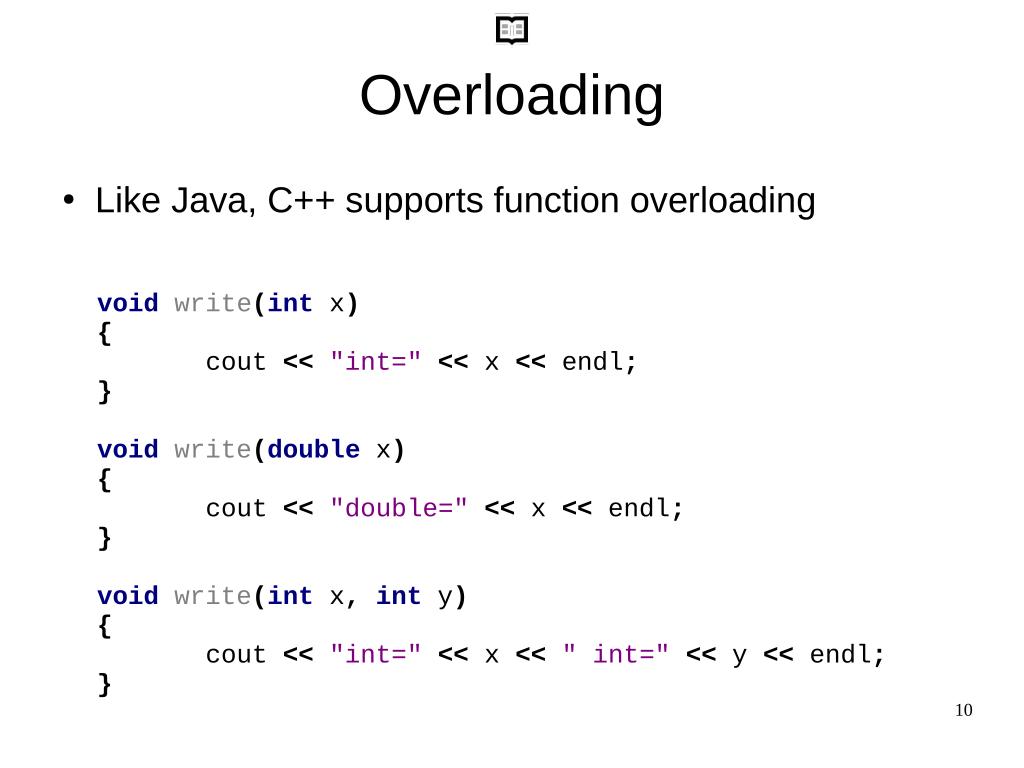 Overloading
• Like Java, C++ supports function overloading
void write(int x)
{
	cout << "int=" << x << endl;
}
void write(double x)
{
	cout << "double=" << x << endl;
}
void write(int x, int y)
{
	cout << "int=" << x << " int=" << y << endl;
}
10